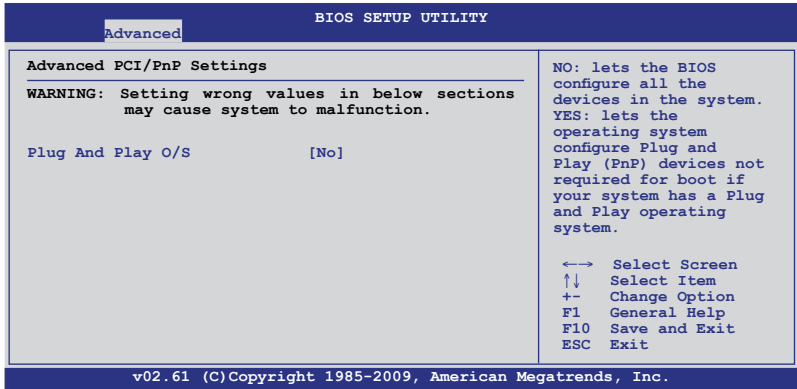 BIOS SETUP UTILITY
Advanced
Advanced PCI/PnP Settings
WARNING: Setting wrong values in below sections
may cause system to malfunction.
Plug And Play O/S [No]
NO: lets the BIOS
configure all the
devices in the system.
YES: lets the
operating system
configure Plug and
Play (PnP) devices not
required for boot if
your system has a Plug
and Play operating
system.
←→ Select Screen
↑↓ Select Item
+- Change Option
F1 General Help
F10 Save and Exit
ESC Exit
v02.61 (C)Copyright 1985-2009, American Megatrends, Inc.